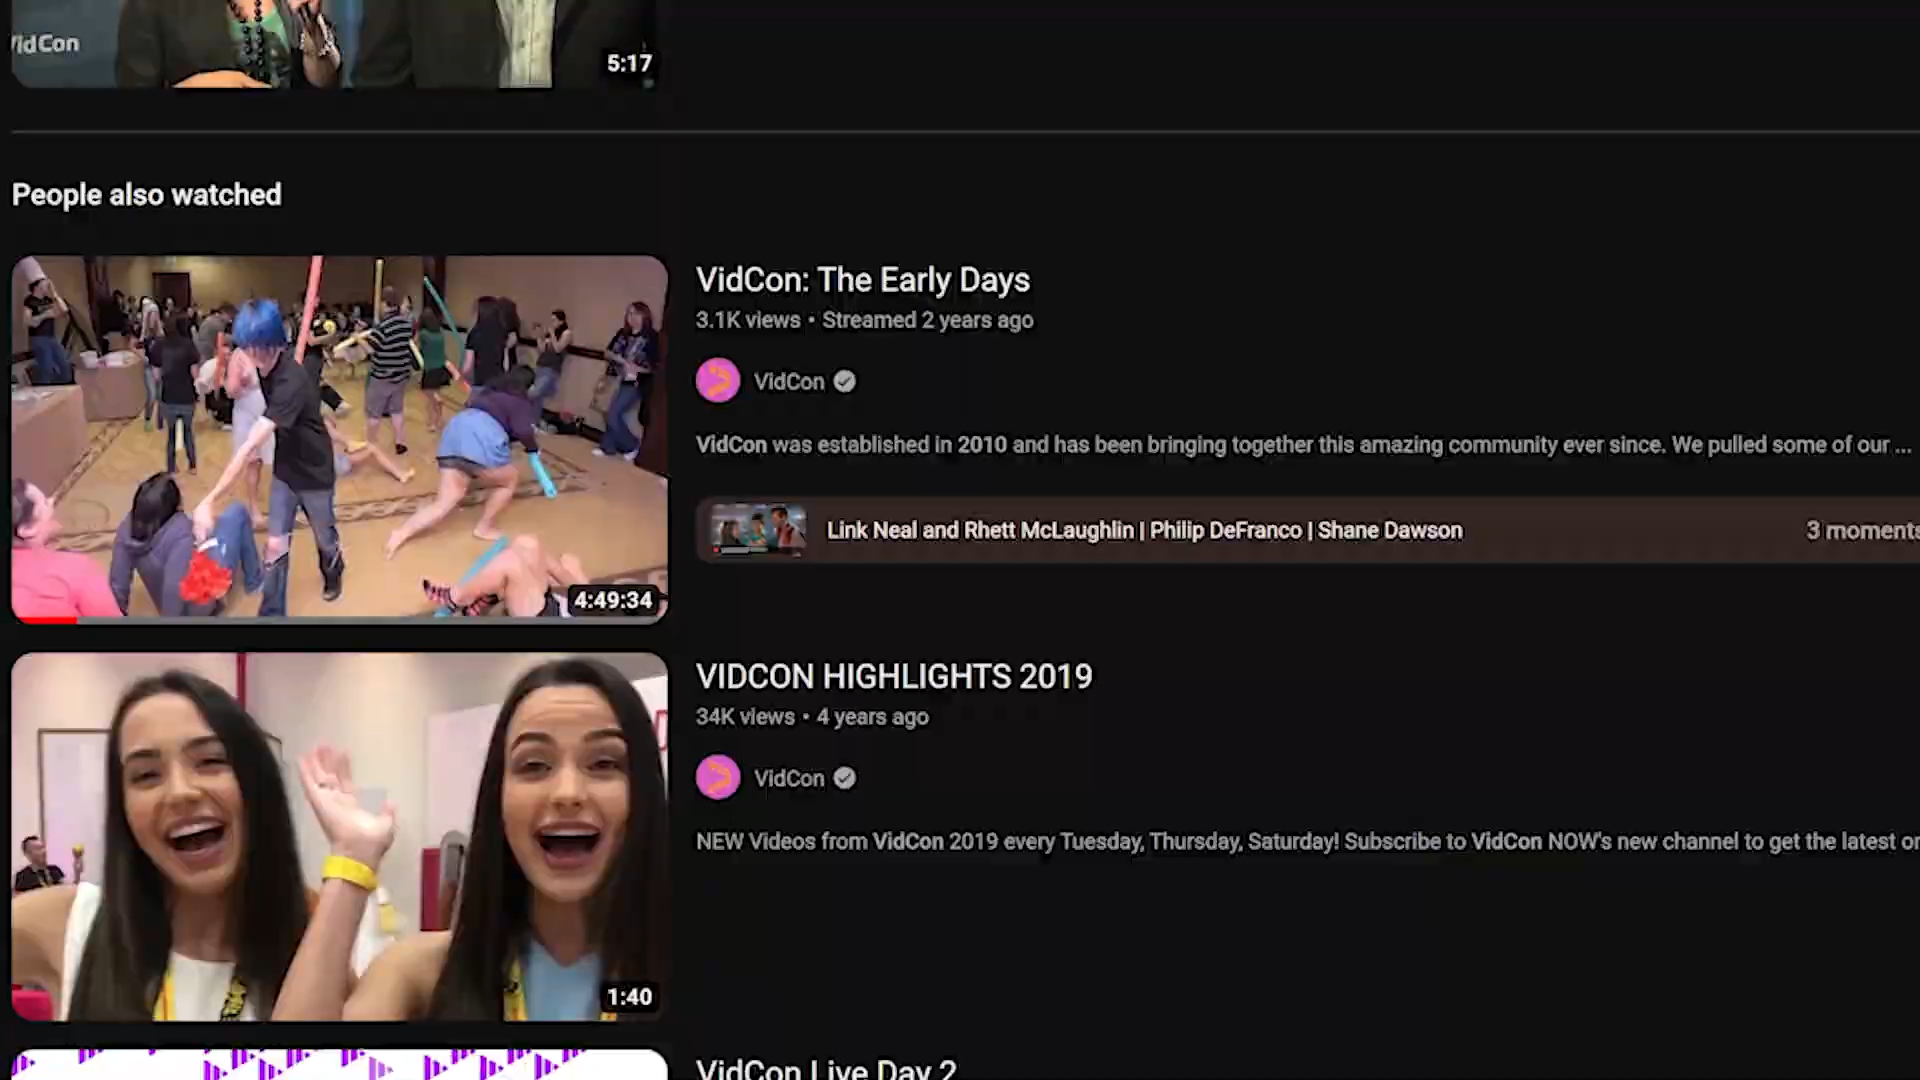 VidCon
5:17
People also watched
4:49:34
VidCon: The Early Days
3.1K views • Streamed 2 years ago
VidCon
VidCon was established in 2010 and has been bringing together this amazing community ever since. We pulled some of our ...
Link Neal and Rhett McLaughlin | Philip DeFranco | Shane Dawson
3 moments
1:40
VIDCON HIGHLIGHTS 2019
34K views • 4 years ago
VidCon
NEW Videos from VidCon 2019 every Tuesday, Thursday, Saturday! Subscribe to VidCon NOW's new channel to get the latest on
VidCon Live Day 2